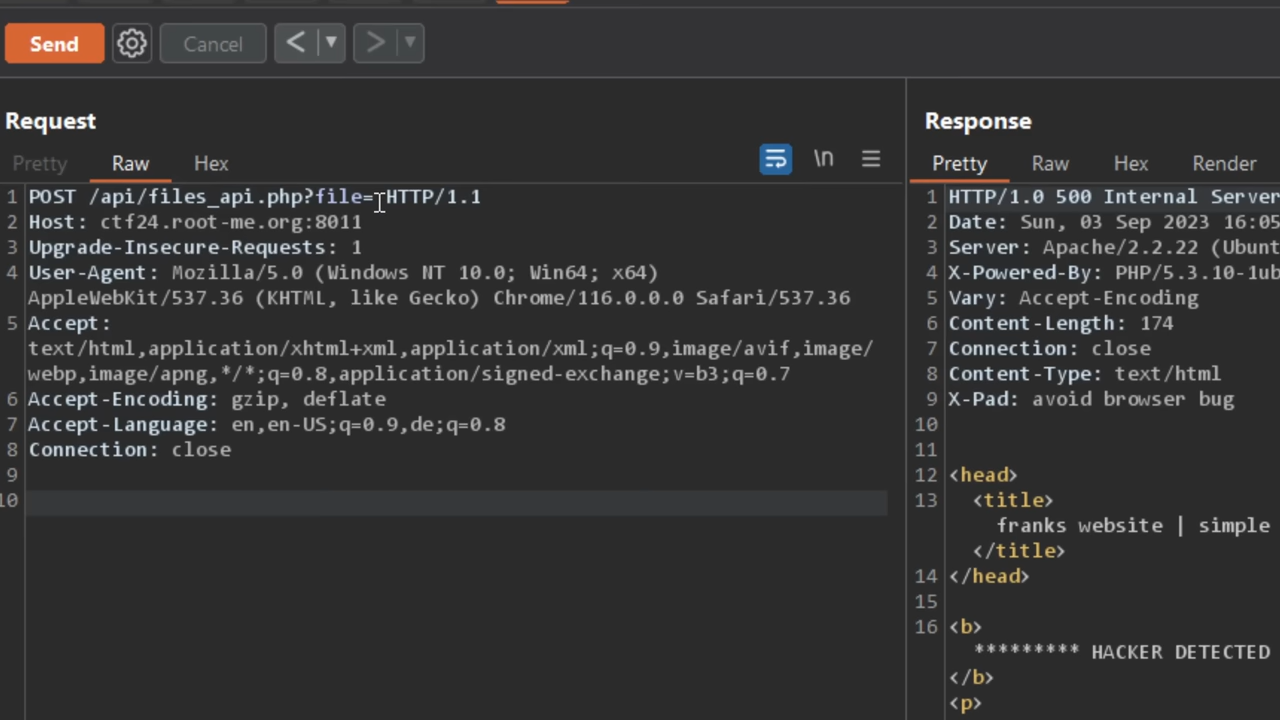 Send
Cancel
Request
Pretty Raw Hex
\n
1 POST /api/files_api.php?file= HTTP/1.1
2 Host: ctf24.root-me.org:8011
3 Upgrade-Insecure-Requests: 1
4 User-Agent: Mozilla/5.0 (Windows NT 10.0; Win64; x64)
AppleWebKit/537.36 (KHTML, like Gecko) Chrome/116.0.0.0 Safari/537.36
5 Accept:
text/html,application/xhtml+xml,application/xml;q=0.9,image/avif,image/
webp,image/apng,*/*;q=0.8,application/signed-exchange;v=b3;q=0.7
6 Accept-Encoding: gzip, deflate
7 Accept-Language: en,en-US;q=0.9,de;q=0.8
8 Connection: close
9
10
Response
Pretty Raw Hex Render
1 HTTP/1.0 500 Internal Server
2 Date: Sun, 03 Sep 2023 16:05
3 Server: Apache/2.2.22 (Ubunt
4 X-Powered-By: PHP/5.3.10-1ub
5 Vary: Accept-Encoding
6 Content-Length: 174
7 Connection: close
8 Content-Type: text/html
9 X-Pad: avoid browser bug
10
11
12 <head>
13 <title>
franks website | simple
</title>
14 </head>
15
16 <b>
********* HACKER DETECTED
</b>
<p>